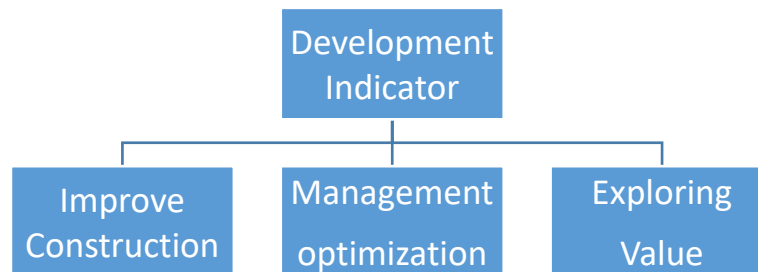 Development
Indicator
Improve
Construction
Management
optimization
Exploring
Value